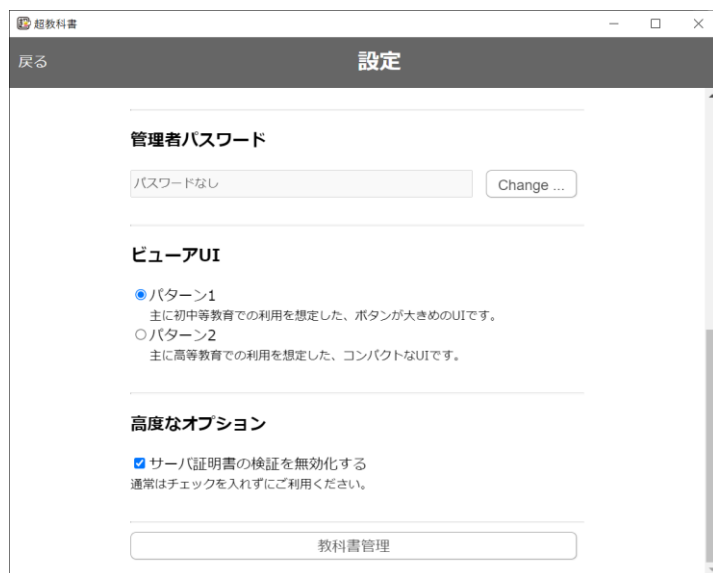 超教科書
戻る
設定
管理者パスワード
パスワードなし
Change ...
ビューアUI
パターン1
主に初中等教育での利用を想定した、ボタンが大きめのUIです。
パターン2
主に高等教育での利用を想定した、コンパクトなUIです。
高度なオプション
サーバ証明書の検証を無効化する
通常はチェックを入れずにご利用ください。
教科書管理